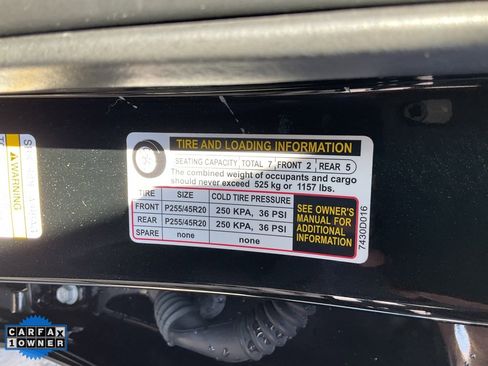 TIRE AND LOADING INFORMATION
SEATING CAPACITY TOTAL 7 FRONT 2 REAR 5
The combined weight of occupants and cargo
should never exceed 525 kg or 1157 lbs.
TIRE SIZE COLD TIRE PRESSURE
FRONT P255/45R20 250 KPA, 36 PSI
REAR P255/45R20 250 KPA, 36 PSI
SPARE none none
SEE OWNER'S
MANUAL FOR
ADDITIONAL
INFORMATION
7430D016
WARNING
CARFAX
1 OWNER